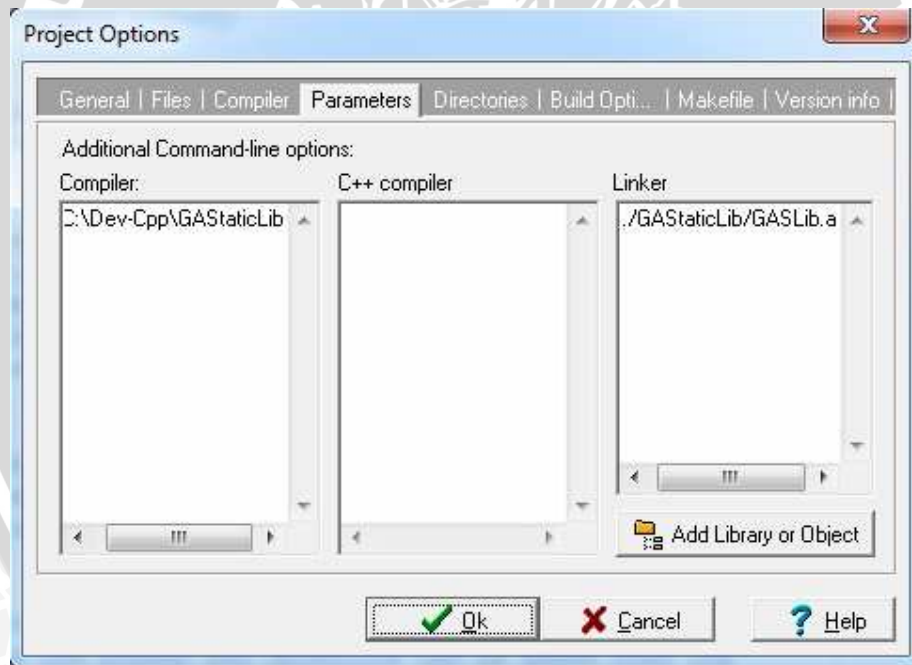 Project Options
General | Files | Compiler | Parameters | Directories | Build Opti... | Makefile | Version info |
Additional Command-line options:
Compiler:
C++ compiler
Linker
C:\Dev-Cpp\GAStaticLib
./GAStaticLib/GASLib.a
Add Library or Object
Ok
Cancel
Help